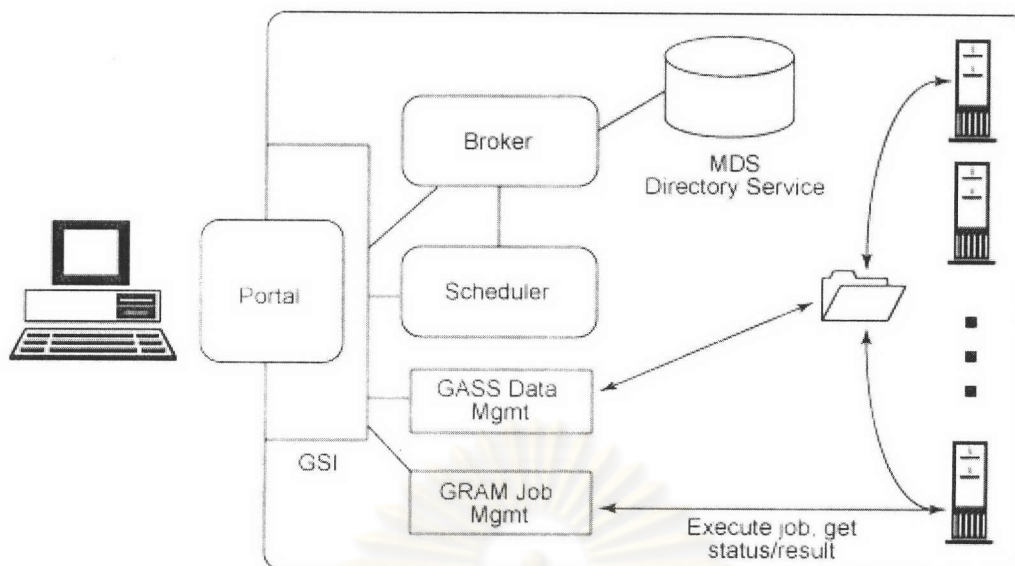 Broker
MDS
Directory Service
Portal
Scheduler
GASS Data
Mgmt
GSI
GRAM Job
Mgmt
Execute job, get
status/result